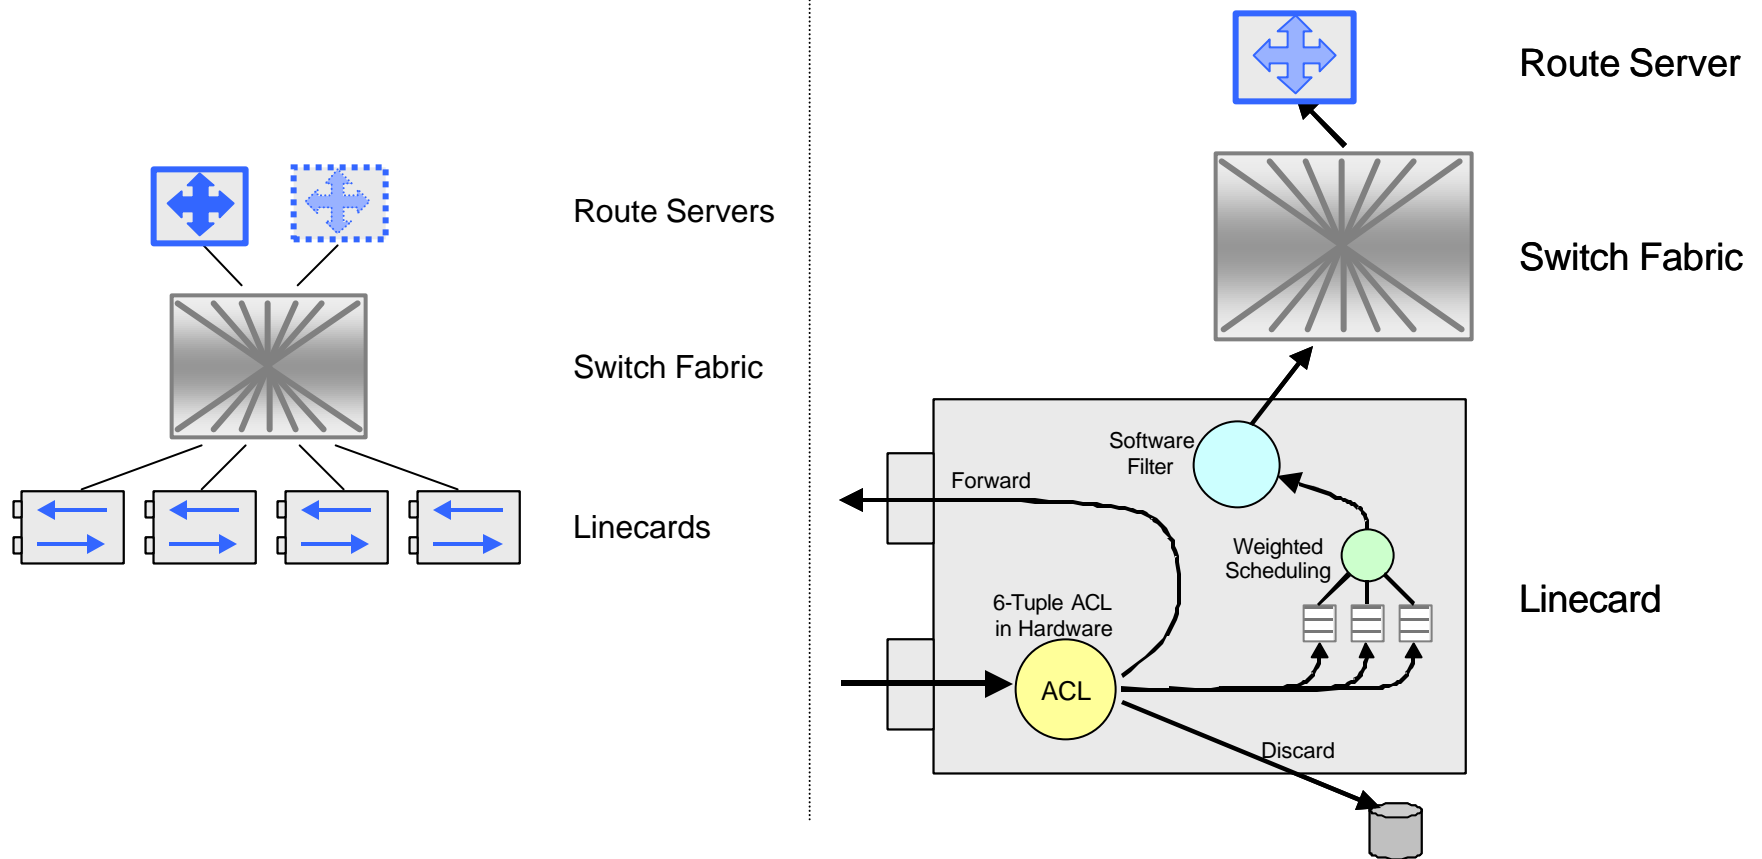 Route Servers
Switch Fabric
Linecards
Route Server
Switch Fabric
Software
Filter
Forward
Weighted
Scheduling
6-Tuple ACL
in Hardware
Linecard
ACL
Discard